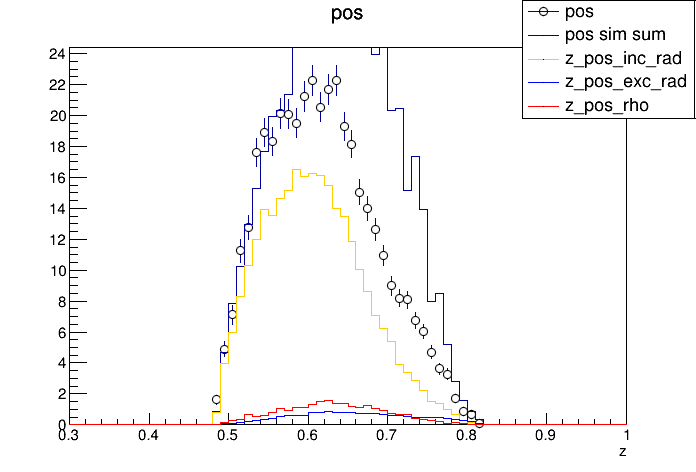 pos
pos
pos sim sum
z_pos_inc_rad
z_pos_exc_rad
z_pos_rho
24
22
20
18
16
14
12
10
8
6
4
2
0
0.3 0.4 0.5 0.6 0.7 0.8 0.9 1
z